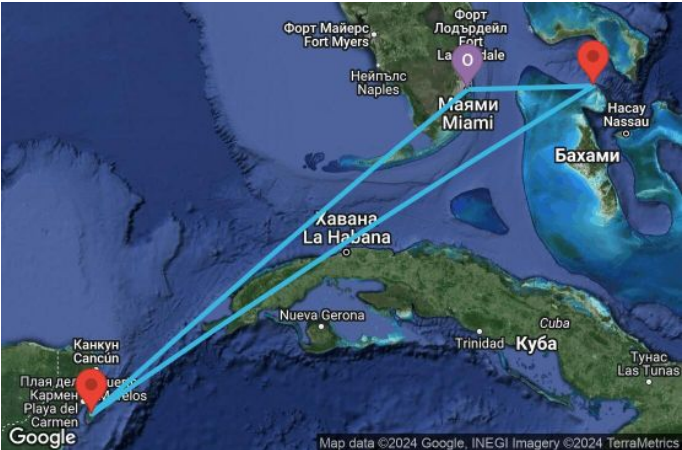 Форт Майерс
Fort Myers
Форт
Лодърдейл
Fort
La dale
O
Нейпълс
Naples
Маями
Miami
Насау
Nassau
Бахами
Хавана
La Habana
Nueva Gerona
Канкун
Cancún
Cuba
Trinidad
Куба
Тунас
Las Tunas
Плая дел
Кармен
Playa del
Carmen
Google
Map data ©2024 Google, INEGI Imagery ©2024 TerraMetrics